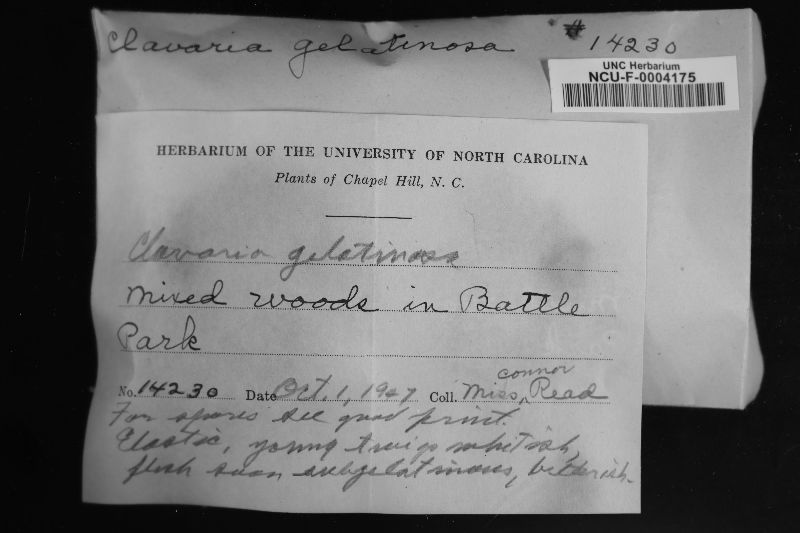 Clavaria gelatinosa # 14230
UNC Herbarium
NCU-F-0004175
HERBARIUM OF THE UNIVERSITY OF NORTH CAROLINA
Plants of Chapel Hill, N. C.
Clavaria gelatinosa
mixed woods in Battle
Park
connor
No. 14230 Date Oct. 1, 1927 Coll. Miss ^ Read
For spores see good print.
Elastic, young twigs whitish,
flesh soon subgelatinous, bitterish.